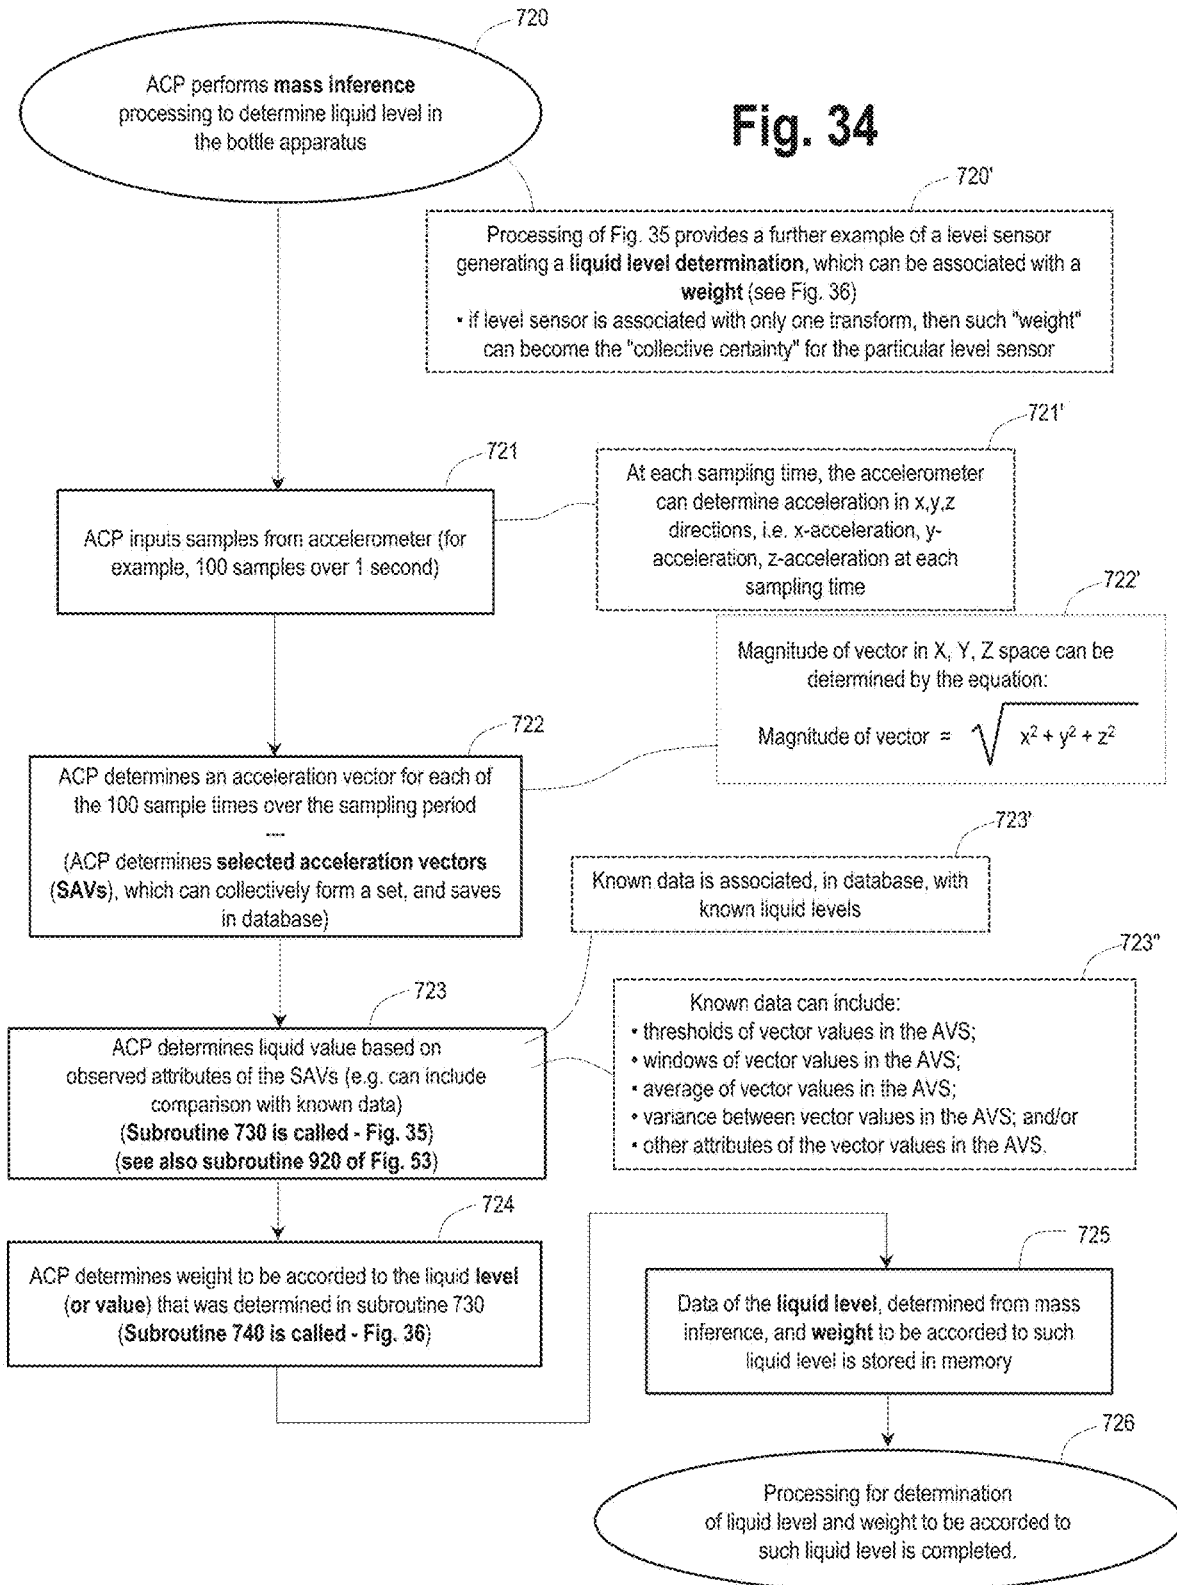 720
ACP performs mass inference
processing to determine liquid level in
the bottle apparatus
Fig. 34
720'
Processing of Fig. 35 provides a further example of a level sensor
generating a liquid level determination, which can be associated with a
weight (see Fig. 36)
• if level sensor is associated with only one transform, then such "weight"
can become the "collective certainty" for the particular level sensor
721
ACP inputs samples from accelerometer (for
example, 100 samples over 1 second)
721'
At each sampling time, the accelerometer
can determine acceleration in x,y,z
directions, i.e. x-acceleration, y-
acceleration, z-acceleration at each
sampling time
722'
Magnitude of vector in X, Y, Z space can be
determined by the equation:
Magnitude of vector = √ x² + y² + z²
722
ACP determines an acceleration vector for each of
the 100 sample times over the sampling period
----
(ACP determines selected acceleration vectors
(SAVs), which can collectively form a set, and saves
in database)
723'
Known data is associated, in database, with
known liquid levels
723"
Known data can include:
• thresholds of vector values in the AVS;
• windows of vector values in the AVS;
• average of vector values in the AVS;
• variance between vector values in the AVS; and/or
• other attributes of the vector values in the AVS.
723
ACP determines liquid value based on
observed attributes of the SAVs (e.g. can include
comparison with known data)
(Subroutine 730 is called - Fig. 35)
(see also subroutine 920 of Fig. 53)
724
ACP determines weight to be accorded to the liquid level
(or value) that was determined in subroutine 730
(Subroutine 740 is called - Fig. 36)
725
Data of the liquid level, determined from mass
inference, and weight to be accorded to such
liquid level is stored in memory
726
Processing for determination
of liquid level and weight to be accorded to
such liquid level is completed.